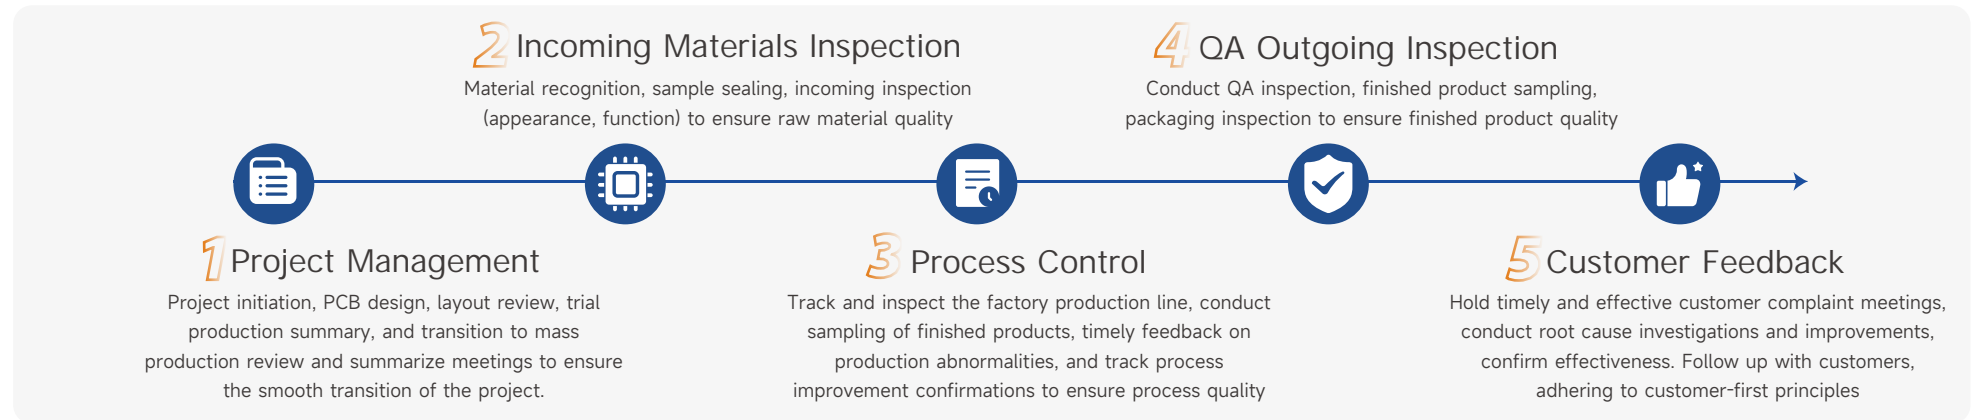 1 Project Management
Project initiation, PCB design, layout review, trial
production summary, and transition to mass
production review and summarize meetings to ensure
the smooth transition of the project.
2 Incoming Materials Inspection
Material recognition, sample sealing, incoming inspection
(appearance, function) to ensure raw material quality
3 Process Control
Track and inspect the factory production line, conduct
sampling of finished products, timely feedback on
production abnormalities, and track process
improvement confirmations to ensure process quality
4 QA Outgoing Inspection
Conduct QA inspection, finished product sampling,
packaging inspection to ensure finished product quality
5 Customer Feedback
Hold timely and effective customer complaint meetings,
conduct root cause investigations and improvements,
confirm effectiveness. Follow up with customers,
adhering to customer-first principles